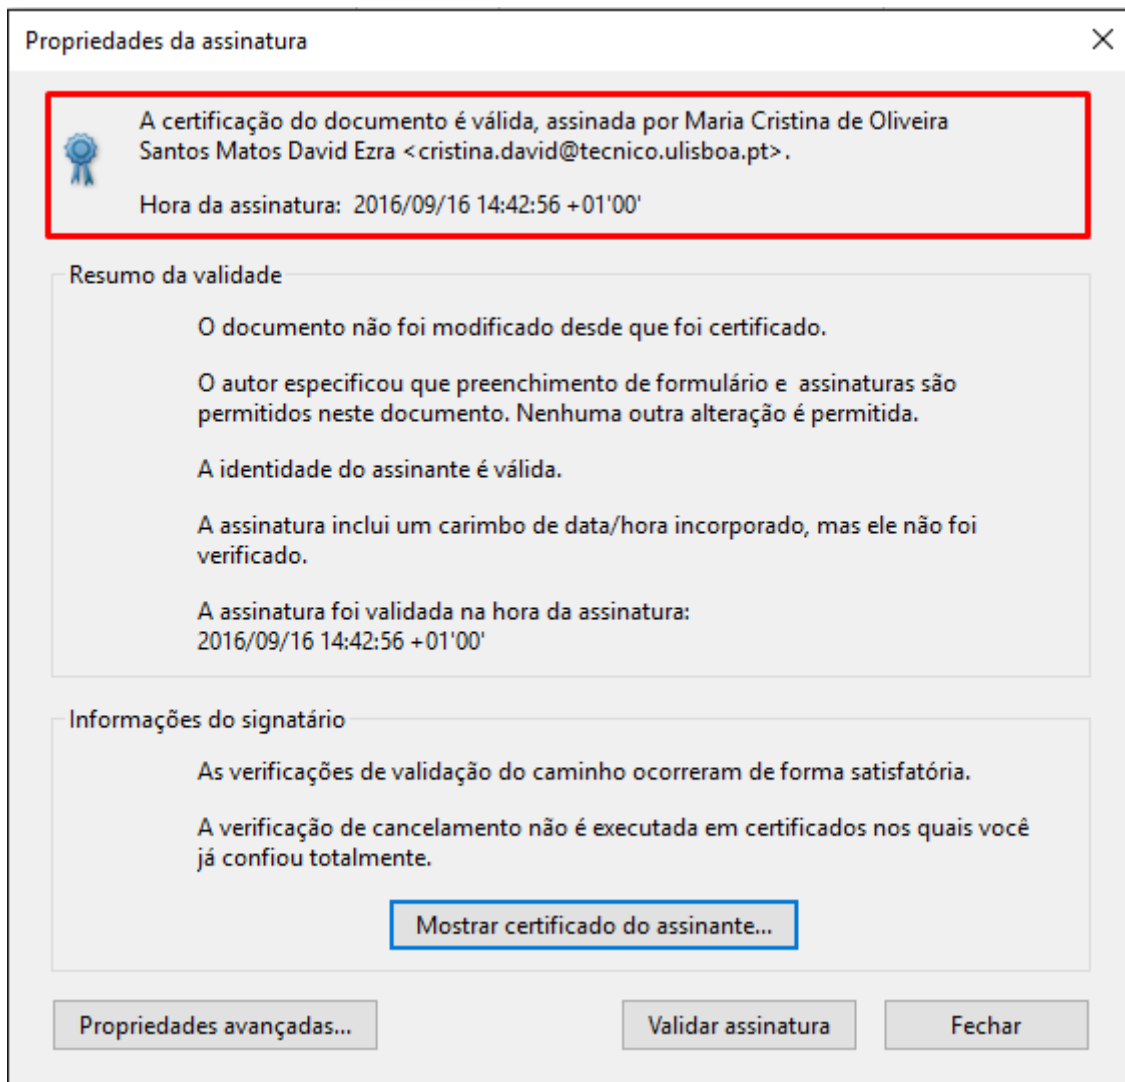 Propriedades da assinatura
A certificação do documento é válida, assinada por Maria Cristina de Oliveira
Santos Matos David Ezra <cristina.david@tecnico.ulisboa.pt>.
Hora da assinatura:  2016/09/16 14:42:56 +01'00'
Resumo da validade
O documento não foi modificado desde que foi certificado.
O autor especificou que preenchimento de formulário e  assinaturas são
permitidos neste documento. Nenhuma outra alteração é permitida.
A identidade do assinante é válida.
A assinatura inclui um carimbo de data/hora incorporado, mas ele não foi
verificado.
A assinatura foi validada na hora da assinatura:
2016/09/16 14:42:56 +01'00'
Informações do signatário
As verificações de validação do caminho ocorreram de forma satisfatória.
A verificação de cancelamento não é executada em certificados nos quais você
já confiou totalmente.
Mostrar certificado do assinante...
Propriedades avançadas...
Validar assinatura
Fechar